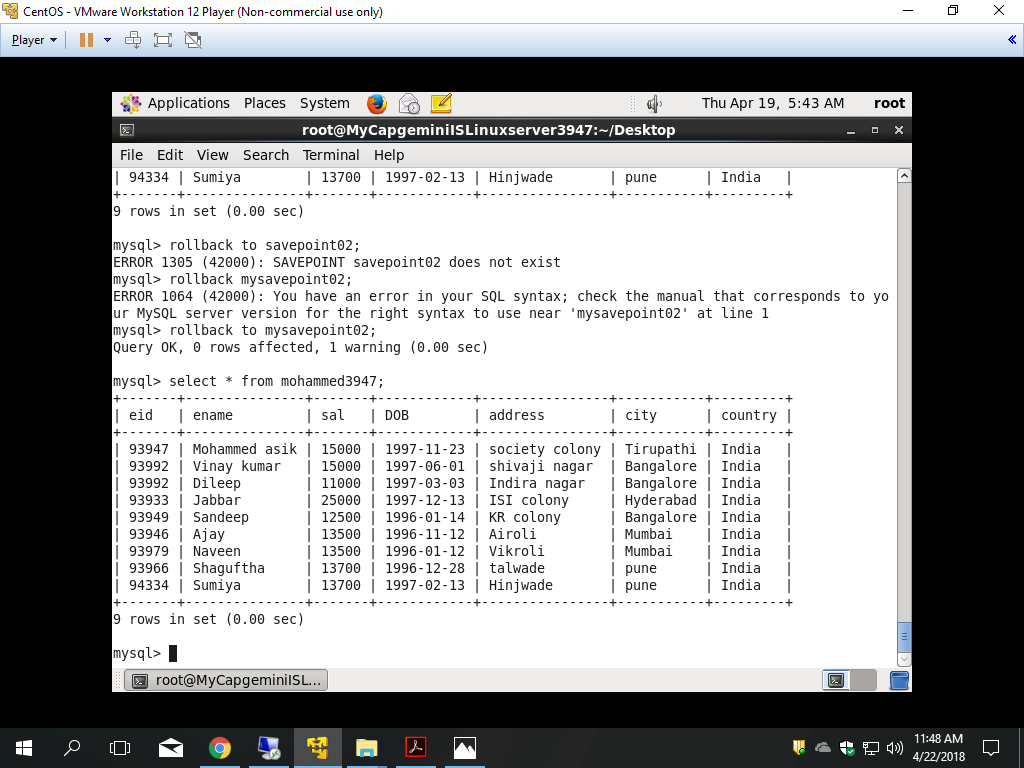 CentOS - VMware Workstation 12 Player (Non-commercial use only)
Player
Applications Places System Thu Apr 19, 5:43 AM root
root@MyCapgeminiISLinuxserver3947:~/Desktop
File Edit View Search Terminal Help
| 94334 | Sumiya        | 13700 | 1997-02-13 | Hinjwade       | pune      | India   |
+-------+---------------+-------+------------+----------------+-----------+---------+
9 rows in set (0.00 sec)
mysql> rollback to savepoint02;
ERROR 1305 (42000): SAVEPOINT savepoint02 does not exist
mysql> rollback mysavepoint02;
ERROR 1064 (42000): You have an error in your SQL syntax; check the manual that corresponds to yo
ur MySQL server version for the right syntax to use near 'mysavepoint02' at line 1
mysql> rollback to mysavepoint02;
Query OK, 0 rows affected, 1 warning (0.00 sec)
mysql> select * from mohammed3947;
+-------+---------------+-------+------------+----------------+-----------+---------+
| eid   | ename         | sal   | DOB        | address        | city      | country |
+-------+---------------+-------+------------+----------------+-----------+---------+
| 93947 | Mohammed asik | 15000 | 1997-11-23 | society colony | Tirupathi | India   |
| 93992 | Vinay kumar   | 15000 | 1997-06-01 | shivaji nagar  | Bangalore | India   |
| 93992 | Dileep        | 11000 | 1997-03-03 | Indira nagar   | Bangalore | India   |
| 93933 | Jabbar        | 25000 | 1997-12-13 | ISI colony     | Hyderabad | India   |
| 93949 | Sandeep       | 12500 | 1996-01-14 | KR colony      | Bangalore | India   |
| 93946 | Ajay          | 13500 | 1996-11-12 | Airoli         | Mumbai    | India   |
| 93979 | Naveen        | 13500 | 1996-01-12 | Vikroli        | Mumbai    | India   |
| 93966 | Shaguftha     | 13700 | 1996-12-28 | talwade        | pune      | India   |
| 94334 | Sumiya        | 13700 | 1997-02-13 | Hinjwade       | pune      | India   |
+-------+---------------+-------+------------+----------------+-----------+---------+
9 rows in set (0.00 sec)
mysql>
root@MyCapgeminiISL...
11:48 AM
4/22/2018